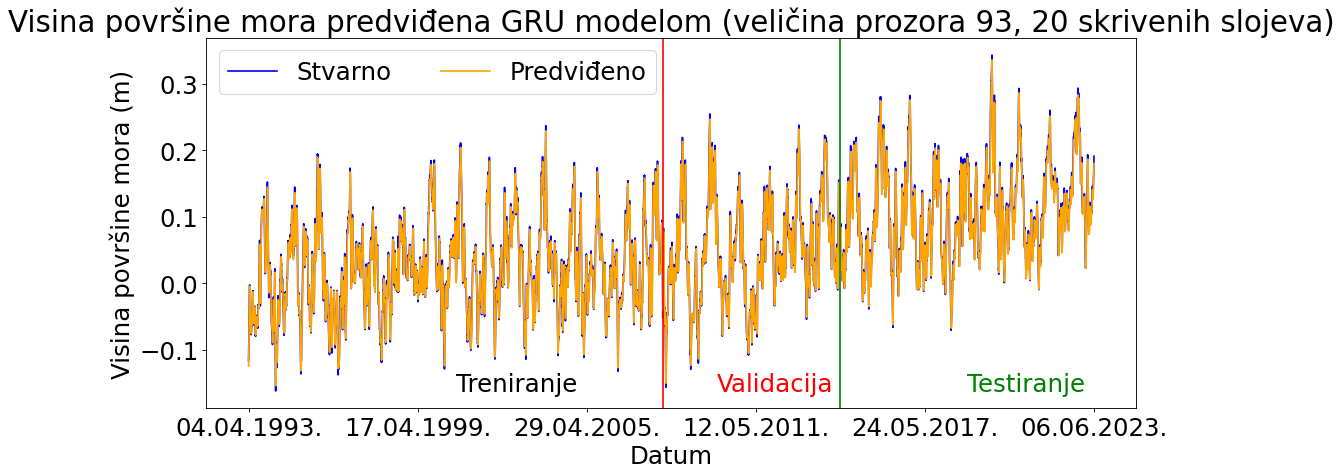 Visina površine mora predviđena GRU modelom (veličina prozora 93, 20 skrivenih slojeva)
Stvarno
Predviđeno
Visina površine mora (m)
0.3
0.2
0.1
0.0
−0.1
Treniranje
Validacija
Testiranje
04.04.1993.
17.04.1999.
29.04.2005.
12.05.2011.
24.05.2017.
06.06.2023.
Datum